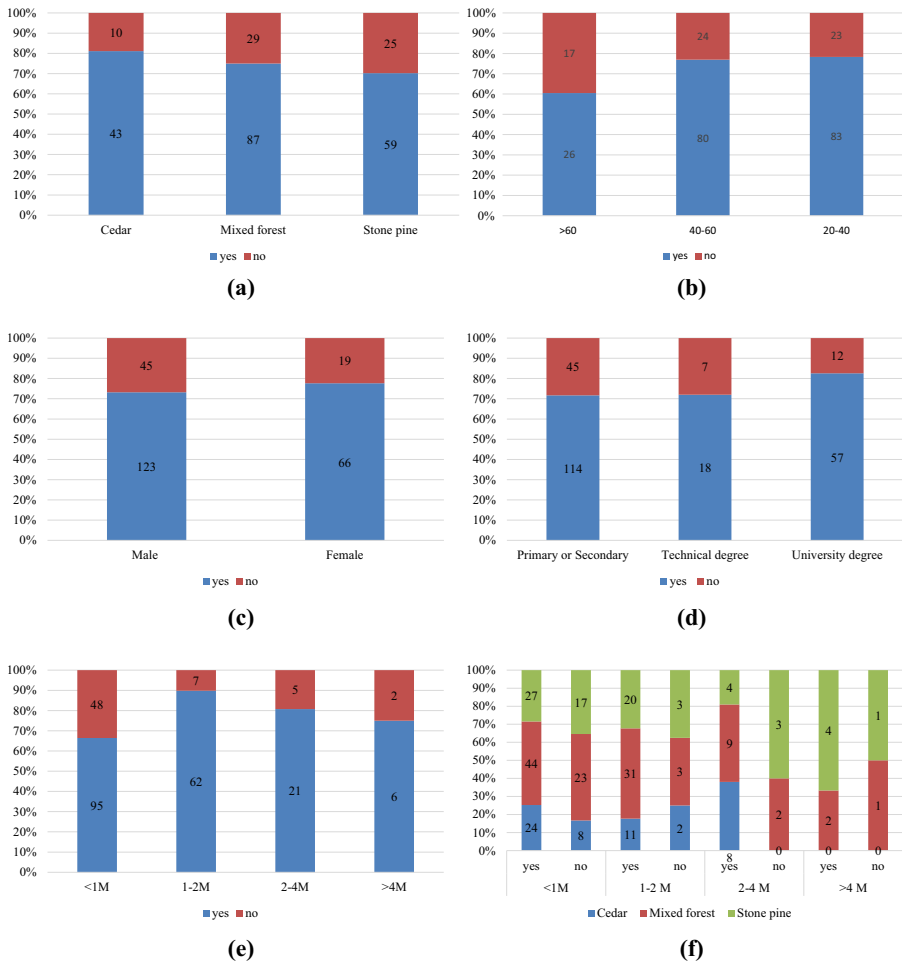 100%
90%
80%
70%
60%
50%
40%
30%
20%
10%
0%
10 29 25
43 87 59
Cedar Mixed forest Stone pine
yes no
(a)
100%
90%
80%
70%
60%
50%
40%
30%
20%
10%
0%
17 24 23
26 80 83
>60 40-60 20-40
yes no
(b)
100%
90%
80%
70%
60%
50%
40%
30%
20%
10%
0%
45 19
123 66
Male Female
yes no
(c)
100%
90%
80%
70%
60%
50%
40%
30%
20%
10%
0%
45 7 12
114 18 57
Primary or Secondary Technical degree University degree
yes no
(d)
100%
90%
80%
70%
60%
50%
40%
30%
20%
10%
0%
48 7 5 2
95 62 21 6
<1M 1-2M 2-4M >4M
yes no
(e)
100%
90%
80%
70%
60%
50%
40%
30%
20%
10%
0%
27 17 20 3 4 3 4 1
44 23 31 3 9 2 2 1
24 8 11 2 8 0 0 0
yes no yes no yes no yes no
<1M 1-2 M 2-4 M >4 M
Cedar Mixed forest Stone pine
(f)